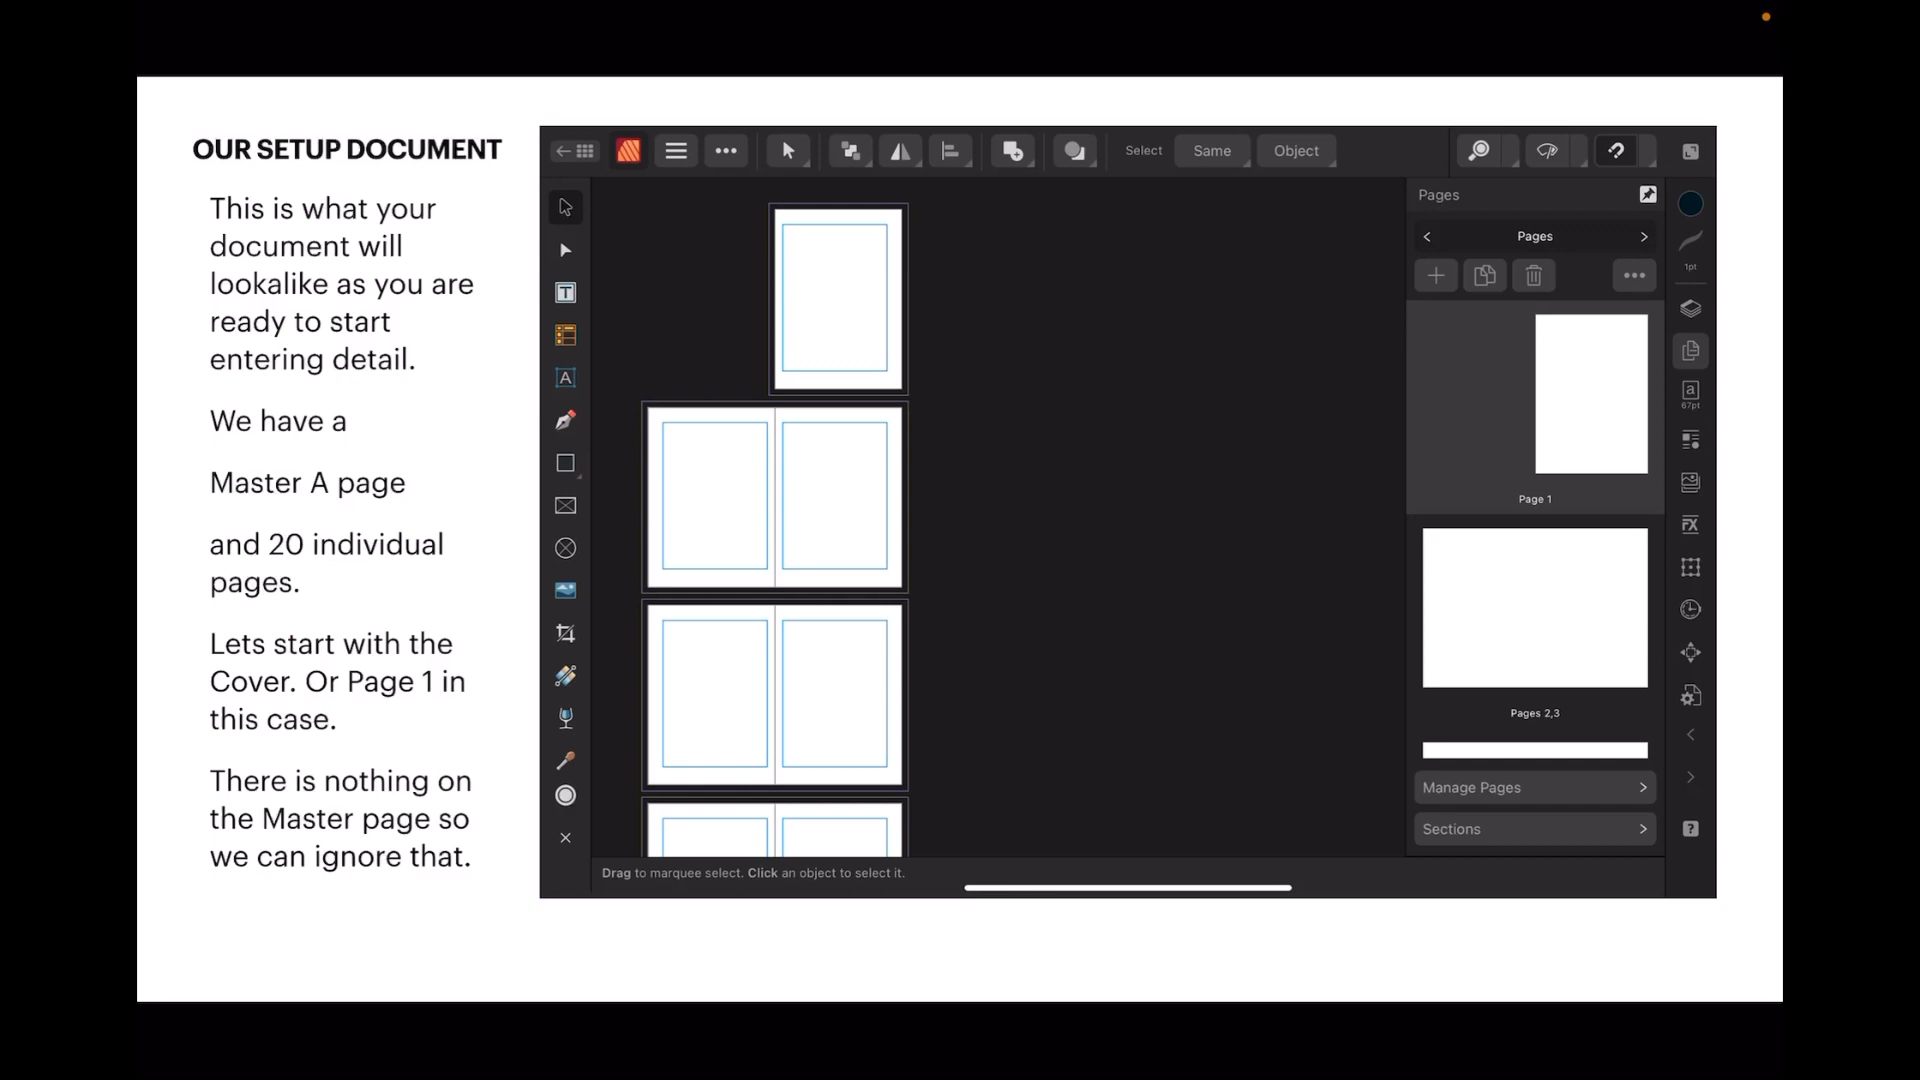 OUR SETUP DOCUMENT
This is what your
document will
lookalike as you are
ready to start
entering detail.
We have a
Master A page
and 20 individual
pages.
Lets start with the
Cover. Or Page 1 in
this case.
There is nothing on
the Master page so
we can ignore that.
Select
Same
Object
Pages
Pages
1pt
67pt
Page 1
Pages 2,3
Manage Pages
Sections
Drag to marquee select. Click an object to select it.